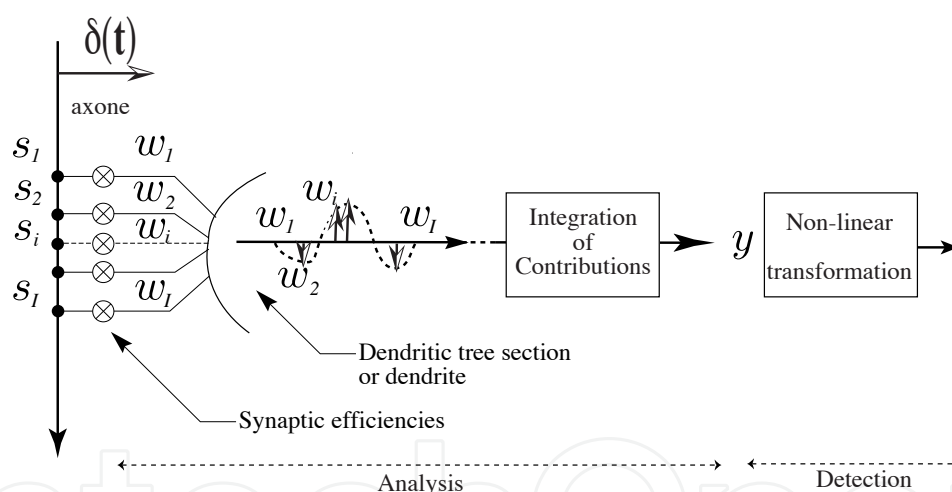 δ(t)
axone
s1
w1
s2
w2
si
wi
sI
wI
w1
wi
wI
w2
Integration
of
Contributions
y
Non-linear
transformation
Dendritic tree section
or dendrite
Synaptic efficiencies
Analysis
Detection